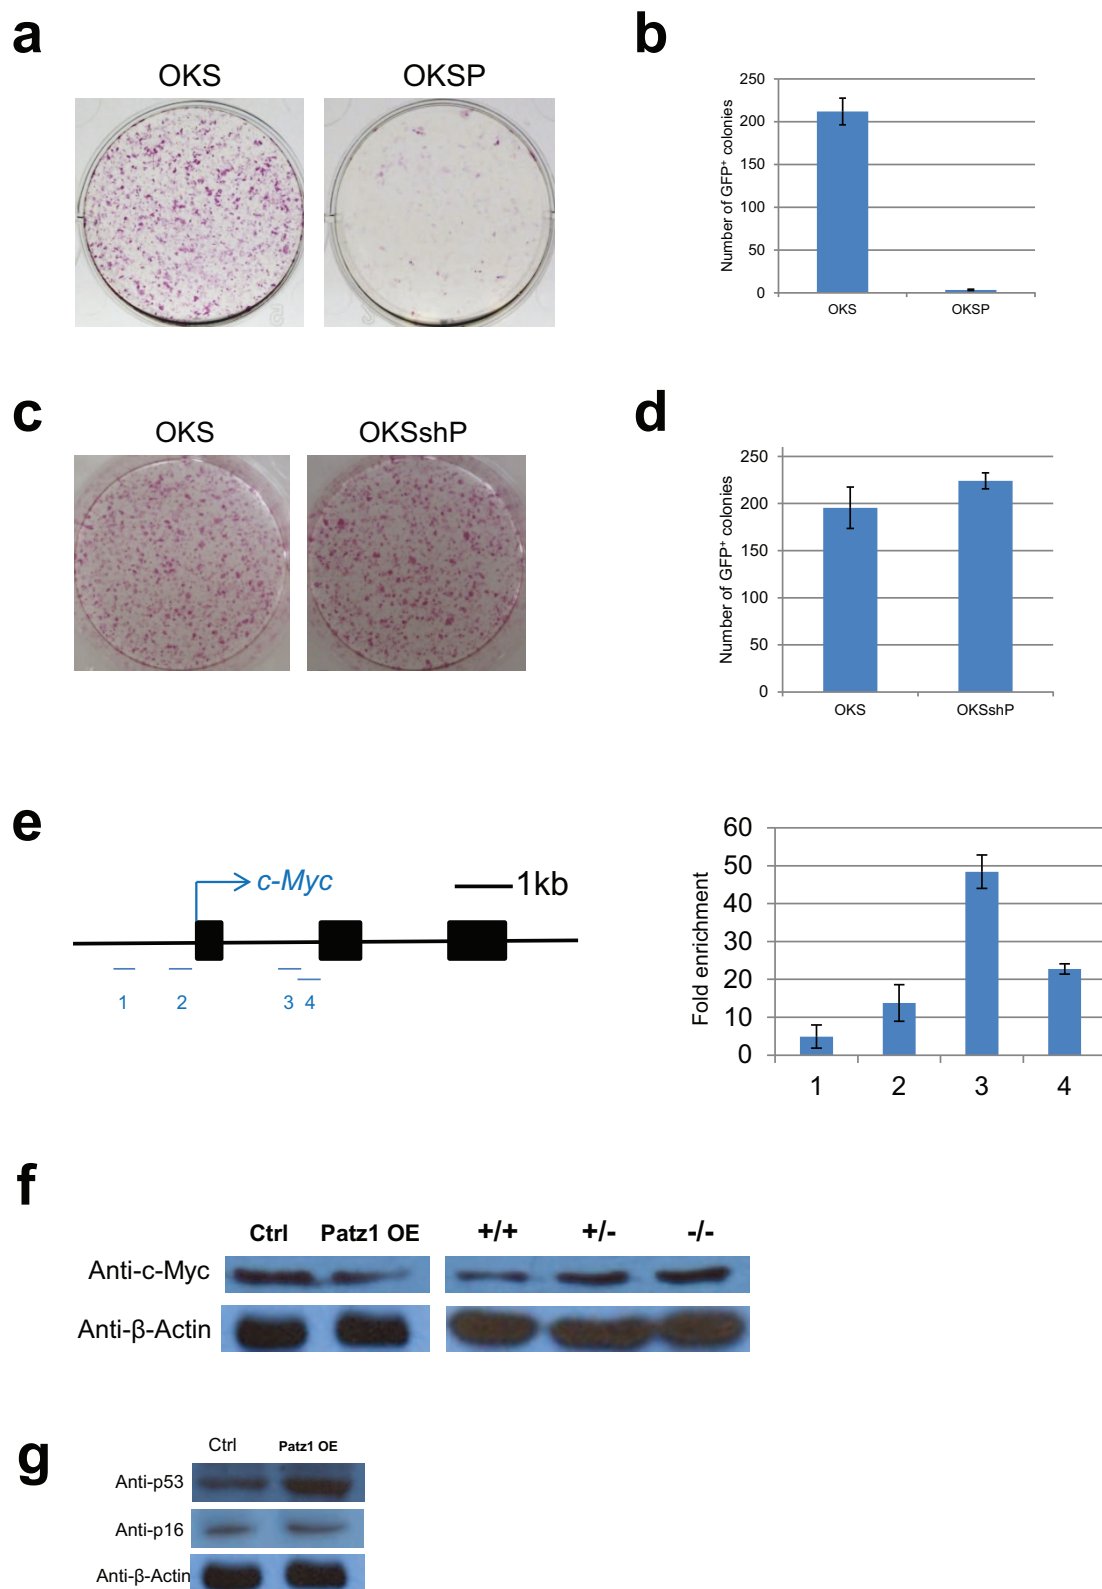 a
OKS OKSP
b
Number of GFP⁺ colonies
250
200
150
100
50
0
OKS OKSP
c
OKS OKSshP
d
Number of GFP⁺ colonies
250
200
150
100
50
0
OKS OKSshP
e
c-Myc
1kb
1 2 3 4
Fold enrichment
60
50
40
30
20
10
0
1 2 3 4
f
Ctrl Patz1 OE +/+ +/- -/-
Anti-c-Myc
Anti-β-Actin
g
Ctrl Patz1 OE
Anti-p53
Anti-p16
Anti-β-Actin